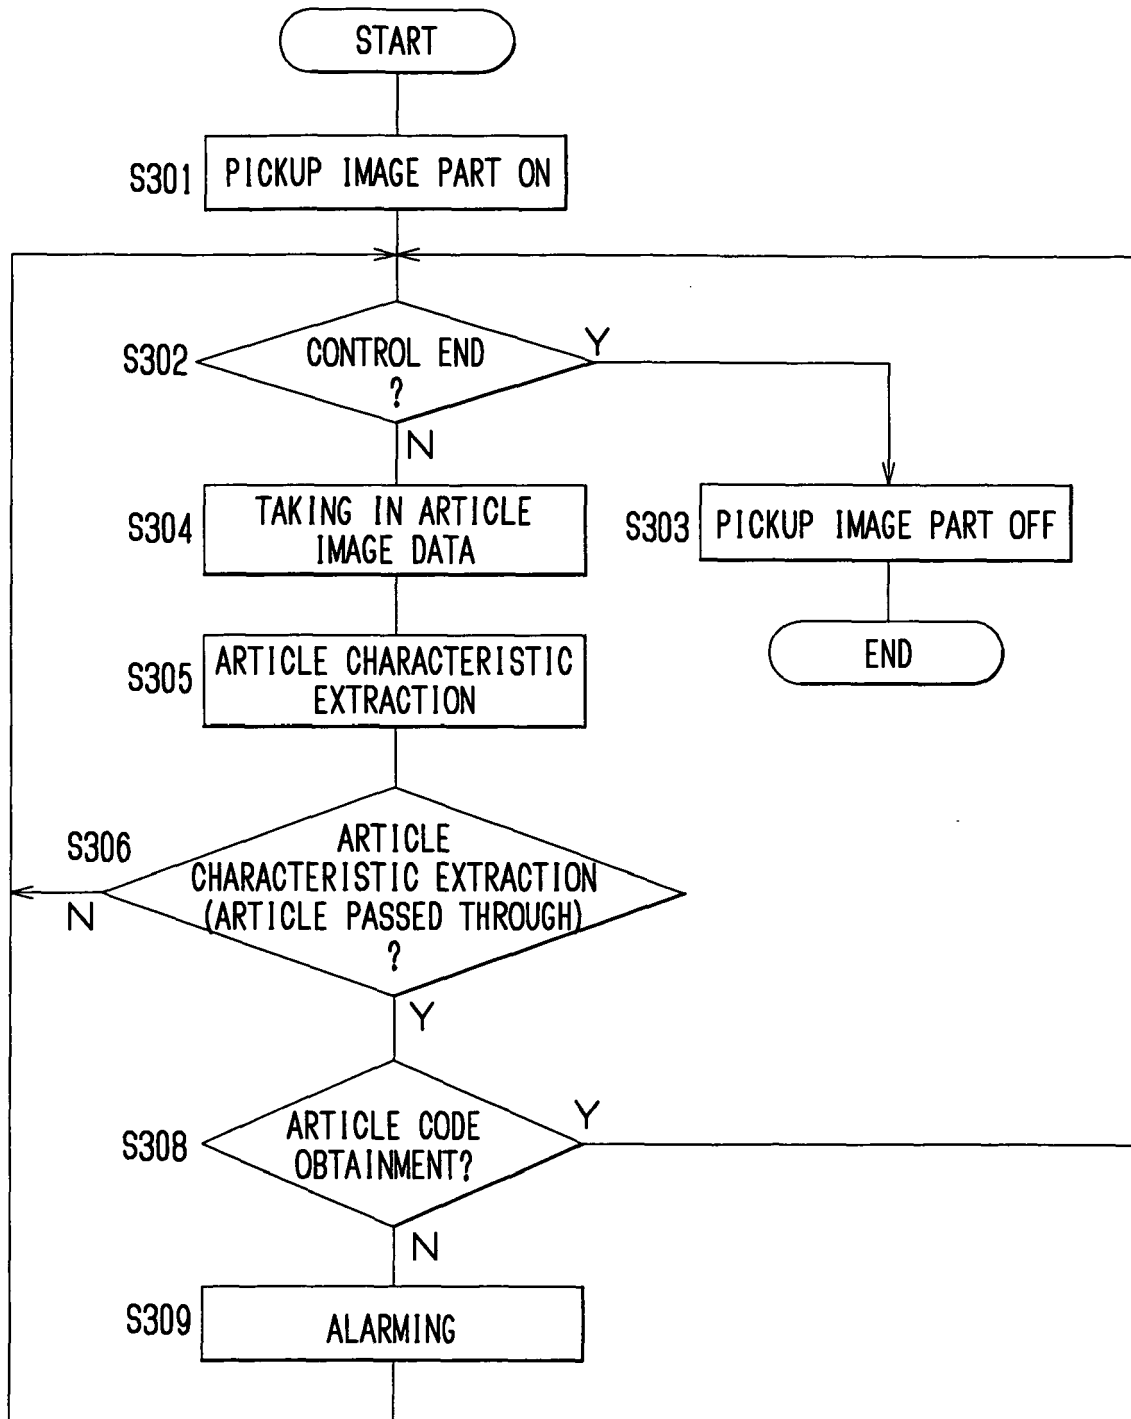 START
S301
PICKUP IMAGE PART ON
S302
CONTROL END
?
Y
N
S304
TAKING IN ARTICLE
IMAGE DATA
S303
PICKUP IMAGE PART OFF
S305
ARTICLE CHARACTERISTIC
EXTRACTION
END
S306
ARTICLE
CHARACTERISTIC EXTRACTION
(ARTICLE PASSED THROUGH)
?
N
Y
S308
ARTICLE CODE
OBTAINMENT?
Y
N
S309
ALARMING